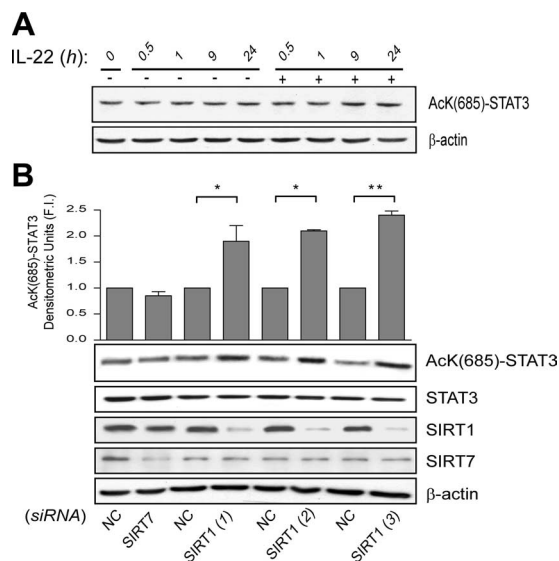 A
IL-22 (h): 0 0.5 1 9 24 0.5 1 9 24
- - - - - + + + +
AcK(685)-STAT3
β-actin
B
* * **
AcK(685)-STAT3
Densitometric Units (F.I.)
2.5
2.0
1.5
1.0
0.5
0.0
AcK(685)-STAT3
STAT3
SIRT1
SIRT7
β-actin
(siRNA) NC SIRT7 NC SIRT1 (1) NC SIRT1 (2) NC SIRT1 (3)